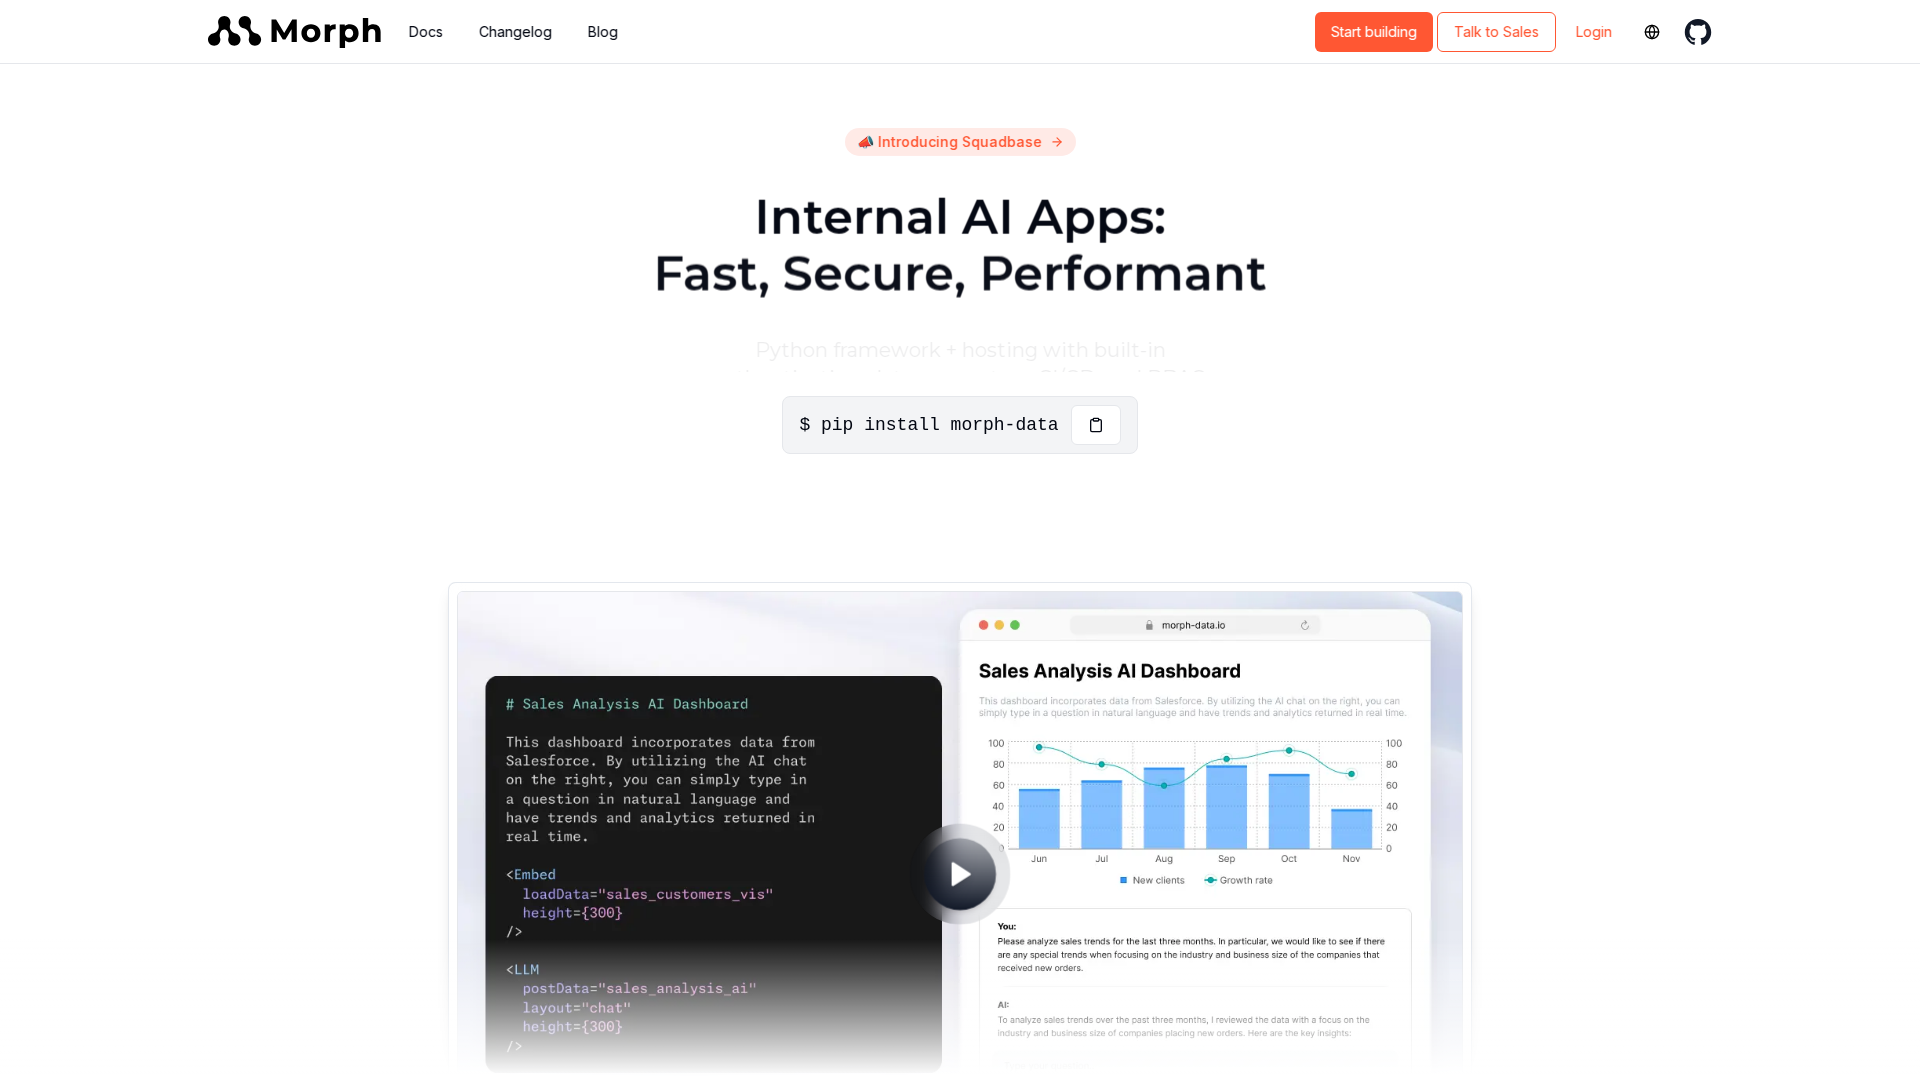 Morph
Docs
Changelog
Blog
Start building
Talk to Sales
Login
📣 Introducing Squadbase →
Internal AI Apps:
Fast, Secure, Performant
Python framework + hosting with built-in
$ pip install morph-data
# Sales Analysis AI Dashboard
This dashboard incorporates data from
Salesforce. By utilizing the AI chat
on the right, you can simply type in
a question in natural language and
have trends and analytics returned in
real time.
<Embed
loadData="sales_customers_vis"
height={300}
/>
<LLM
postData="sales_analysis_ai"
layout="chat"
height={300}
/>
morph-data.io
Sales Analysis AI Dashboard
This dashboard incorporates data from Salesforce. By utilizing the AI chat on the right, you can
simply type in a question in natural language and have trends and analytics returned in real time.
100
80
60
40
20
0
100
80
60
40
20
0
Jun
Jul
Aug
Sep
Oct
Nov
New clients
Growth rate
You:
Please analyze sales trends for the last three months. In particular, we would like to see if there
are any special trends when focusing on the industry and business size of the companies that
received new orders.
AI:
To analyze sales trends over the past three months, I reviewed the data with a focus on the
industry and business size of companies placing new orders. Here are the key insights: